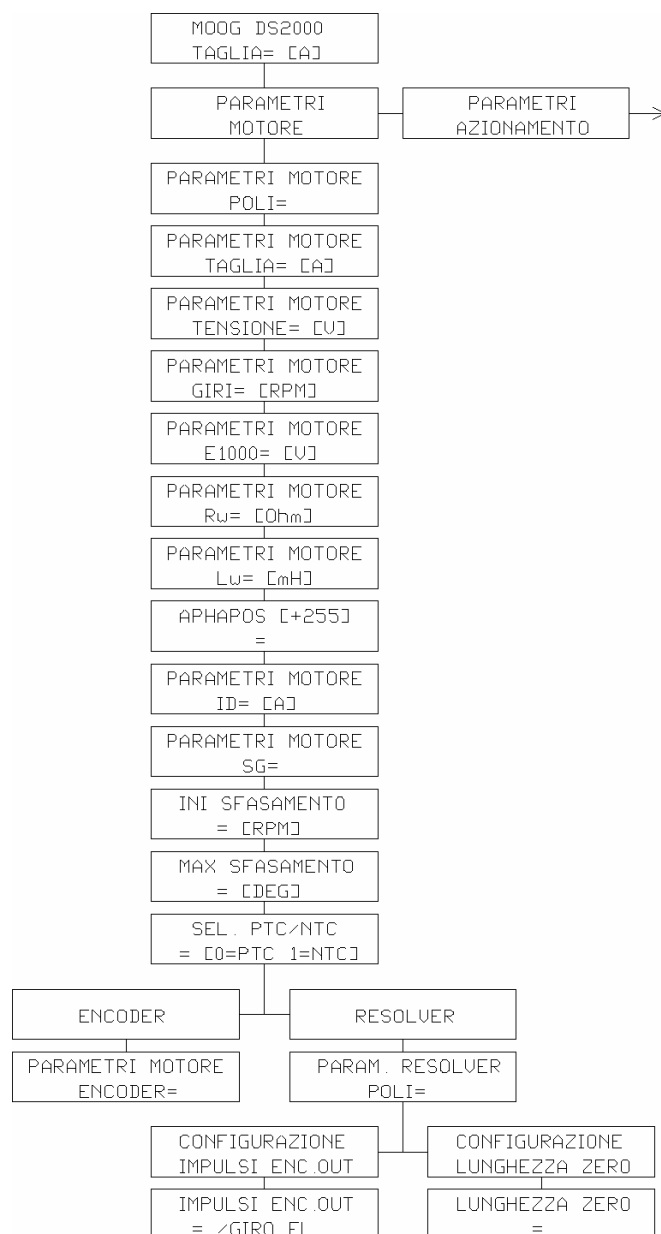 MOOG DS2000
TAGLIA= [A]
PARAMETRI
MOTORE
PARAMETRI
AZIONAMENTO
PARAMETRI MOTORE
POLI=
PARAMETRI MOTORE
TAGLIA= [A]
PARAMETRI MOTORE
TENSIONE= [V]
PARAMETRI MOTORE
GIRI= [RPM]
PARAMETRI MOTORE
E1000= [V]
PARAMETRI MOTORE
Rw= [Ohm]
PARAMETRI MOTORE
Lw= [mH]
APHAPOS [+255]
=
PARAMETRI MOTORE
ID= [A]
PARAMETRI MOTORE
SG=
INI SFASAMENTO
= [RPM]
MAX SFASAMENTO
= [DEG]
SEL. PTC/NTC
= [0=PTC 1=NTC]
ENCODER
RESOLVER
PARAMETRI MOTORE
ENCODER=
PARAM. RESOLVER
POLI=
CONFIGURAZIONE
IMPULSI ENC.OUT
CONFIGURAZIONE
LUNGHEZZA ZERO
IMPULSI ENC.OUT
= /GIRO EL.
LUNGHEZZA ZERO
=